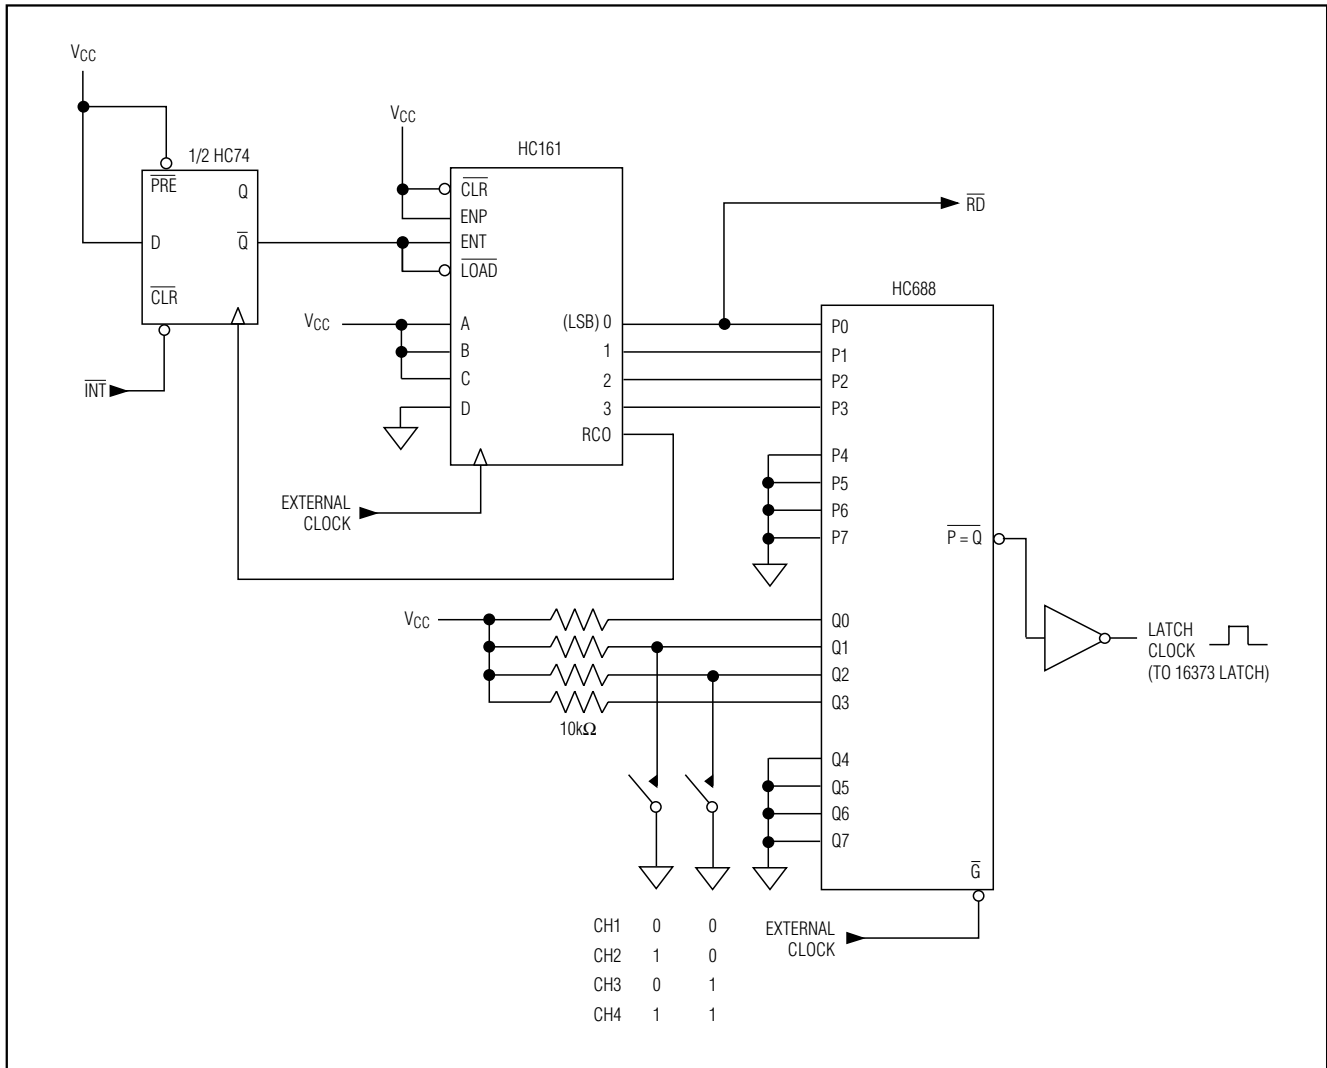 VCC
1/2 HC74
PRE
Q
D
Q
CLR
INT
VCC
HC161
CLR
ENP
ENT
LOAD
VCC
A
B
C
D
(LSB) 0
1
2
3
RCO
EXTERNAL
CLOCK
RD
HC688
P0
P1
P2
P3
P4
P5
P6
P7
P = Q
VCC
Q0
Q1
Q2
Q3
10kΩ
Q4
Q5
Q6
Q7
G
EXTERNAL
CLOCK
LATCH
CLOCK
(TO 16373 LATCH)
CH1 0 0
CH2 1 0
CH3 0 1
CH4 1 1